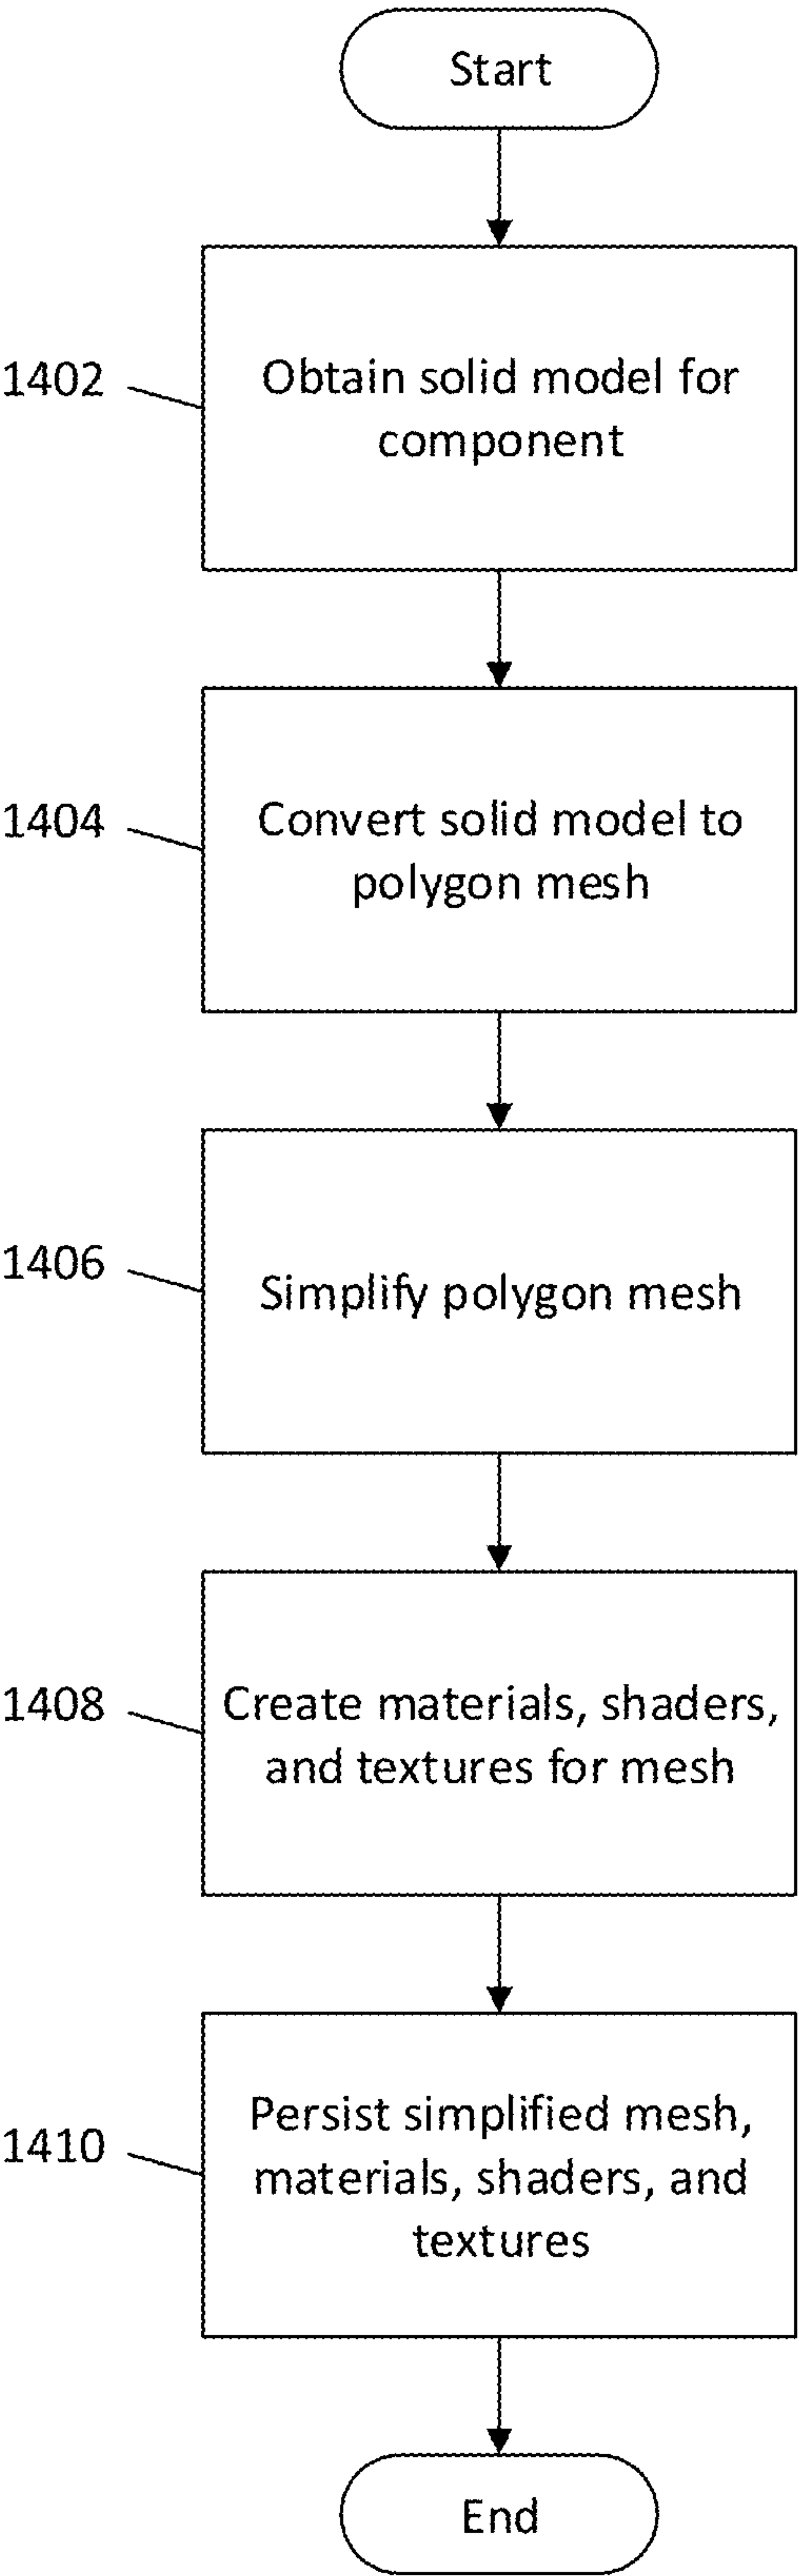 Start
1402
Obtain solid model for
component
1404
Convert solid model to
polygon mesh
1406
Simplify polygon mesh
1408
Create materials, shaders,
and textures for mesh
1410
Persist simplified mesh,
materials, shaders, and
textures
End